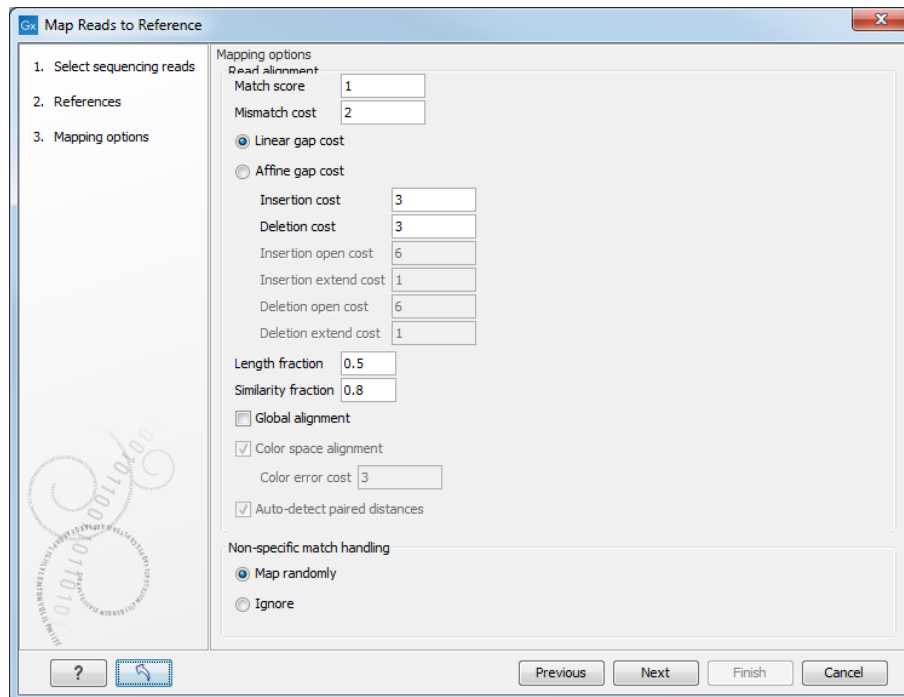 Gx Map Reads to Reference
1. Select sequencing reads
2. References
3. Mapping options
Mapping options
Read alignment
Match score 1
Mismatch cost 2
Linear gap cost
Affine gap cost
Insertion cost 3
Deletion cost 3
Insertion open cost 6
Insertion extend cost 1
Deletion open cost 6
Deletion extend cost 1
Length fraction 0.5
Similarity fraction 0.8
Global alignment
Color space alignment
Color error cost 3
Auto-detect paired distances
Non-specific match handling
Map randomly
Ignore
? Previous Next Finish Cancel